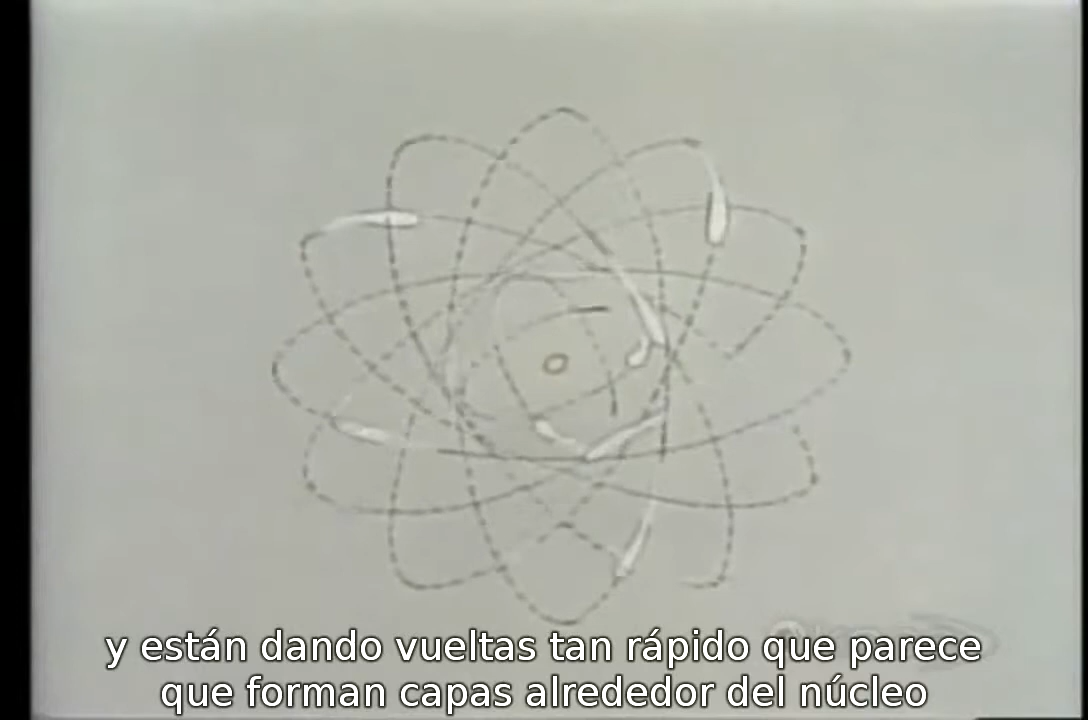 y están dando vueltas tan rápido que parece
que forman capas alrededor del núcleo